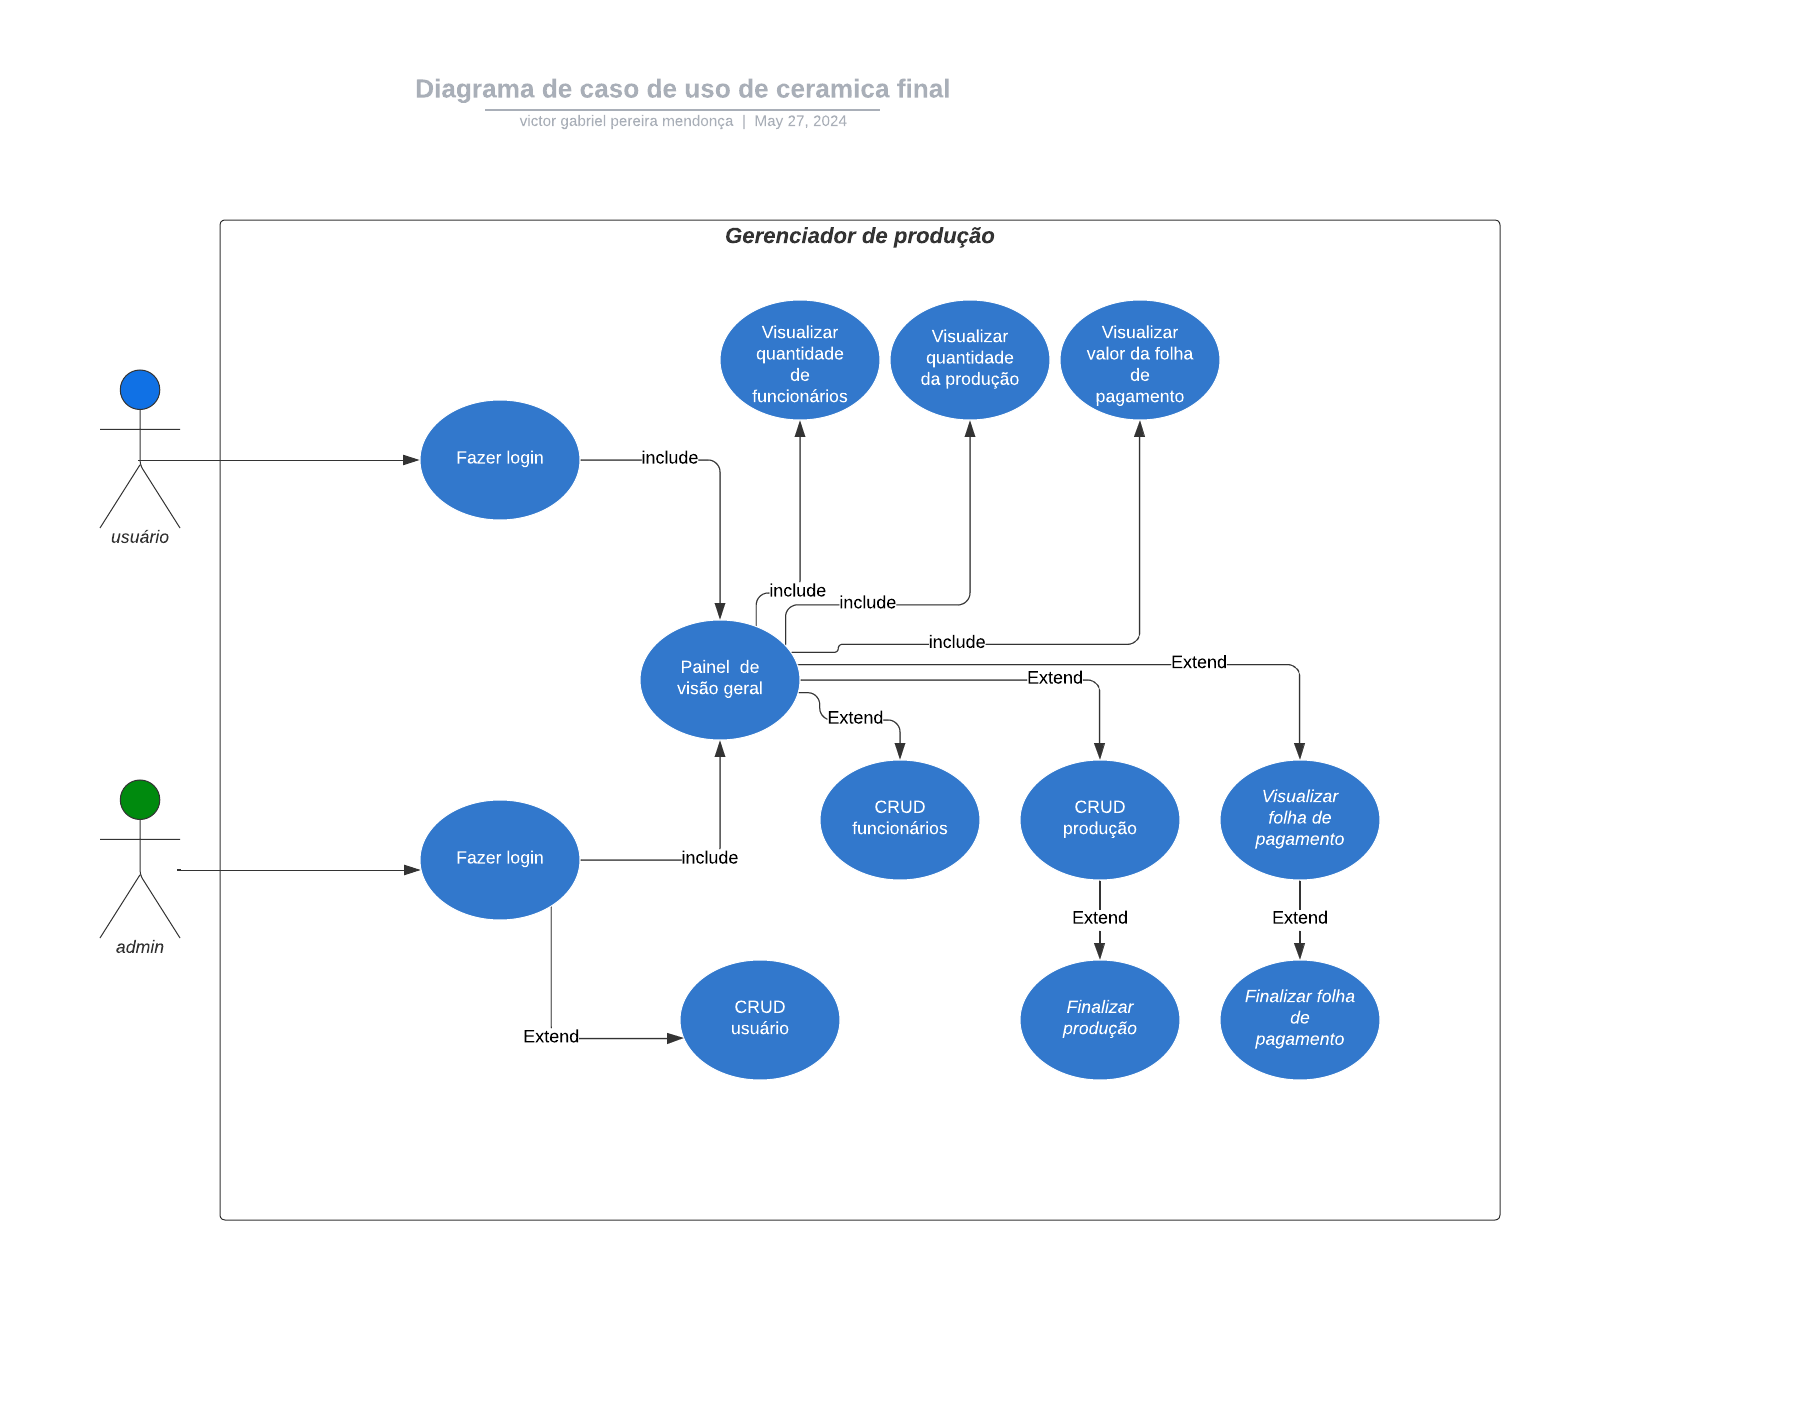 Diagrama de caso de uso de ceramica final
victor gabriel pereira mendonça | May 27, 2024
Gerenciador de produção
Visualizar
quantidade
de
funcionários
Visualizar
quantidade
da produção
Visualizar
valor da folha
de
pagamento
Fazer login
include
usuário
include
include
include
Painel de
visão geral
Extend
Extend
Extend
CRUD
funcionários
CRUD
produção
Visualizar
folha de
pagamento
Fazer login
include
admin
Extend
Extend
CRUD
usuário
Extend
Finalizar
produção
Finalizar folha
de
pagamento